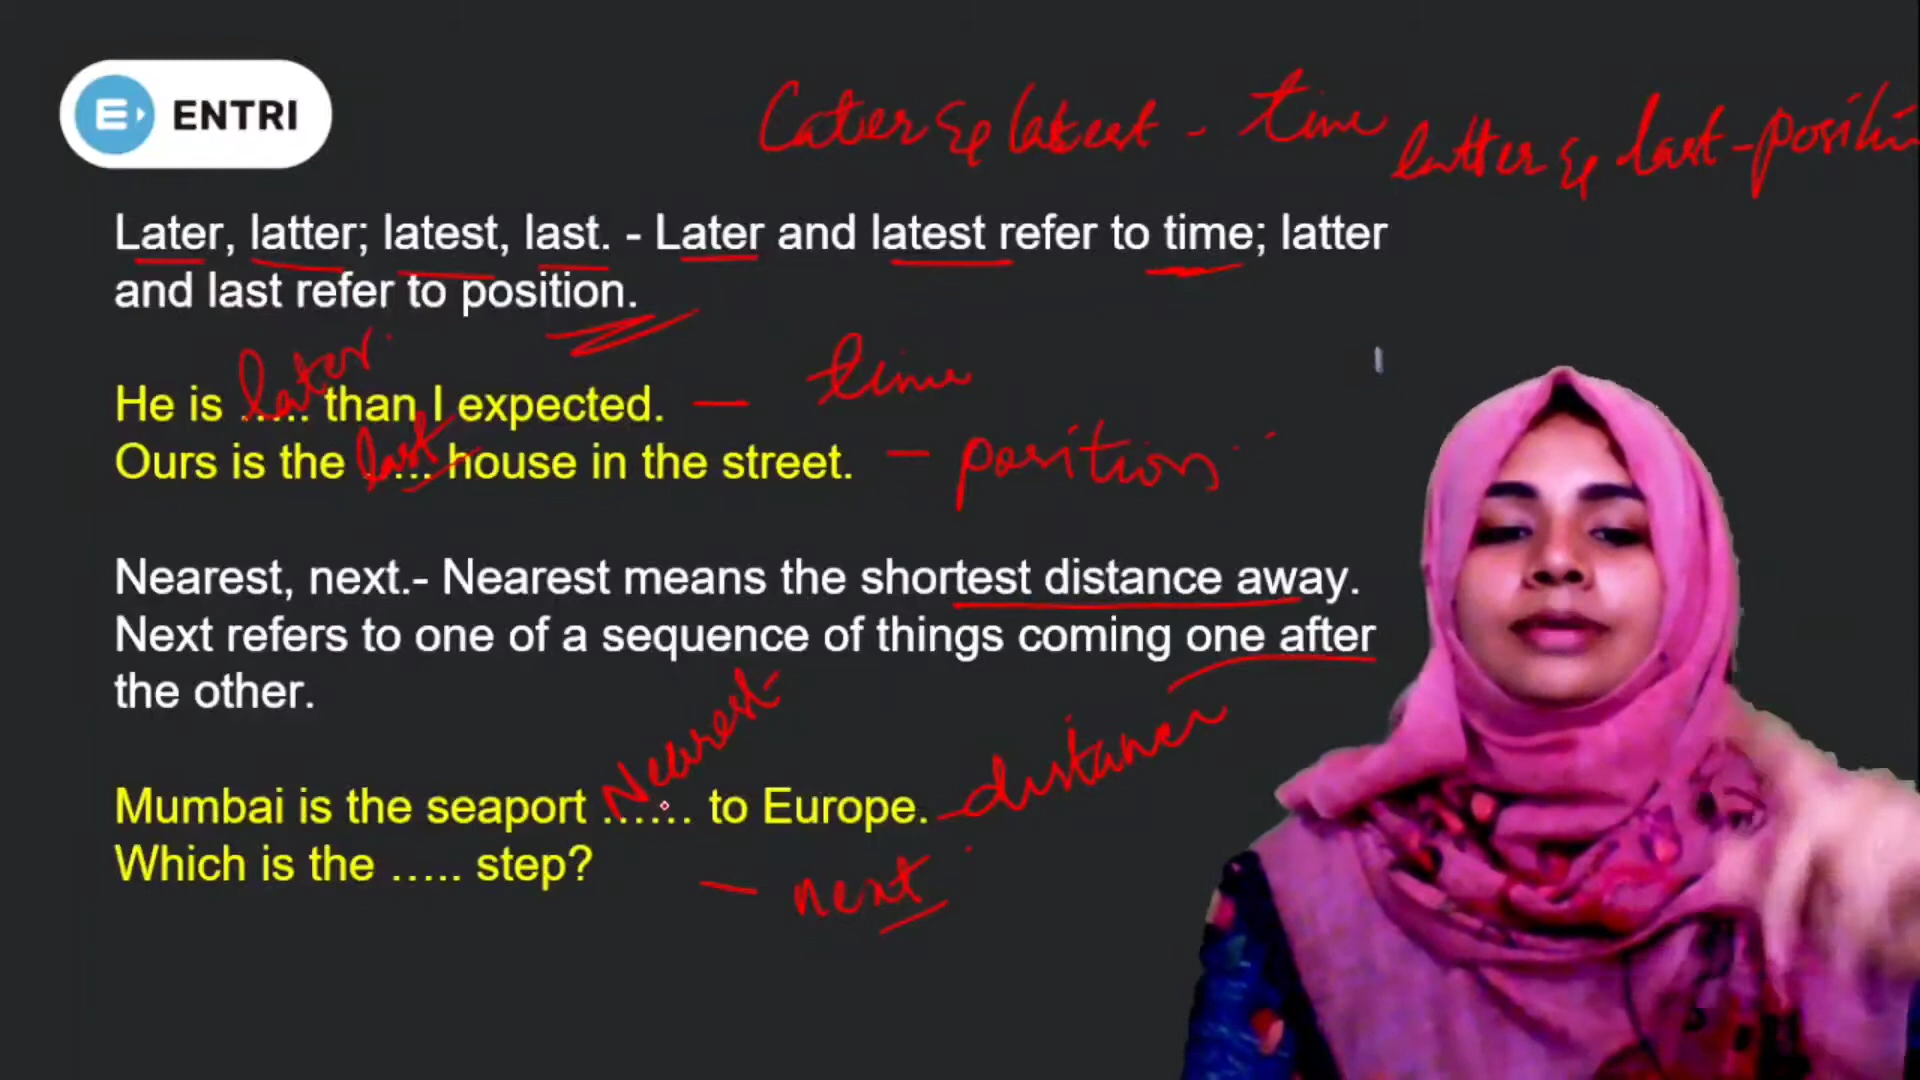 ENTRI
Later & latest - time
latter & last - positi
Later, latter; latest, last. - Later and latest refer to time; latter
and last refer to position.
later
He is ..... than I expected. — time
last
Ours is the ..... house in the street. — position
Nearest, next.- Nearest means the shortest distance away.
Next refers to one of a sequence of things coming one after
the other.
Nearest
Mumbai is the seaport ...... to Europe. - distance
Which is the ..... step? — next